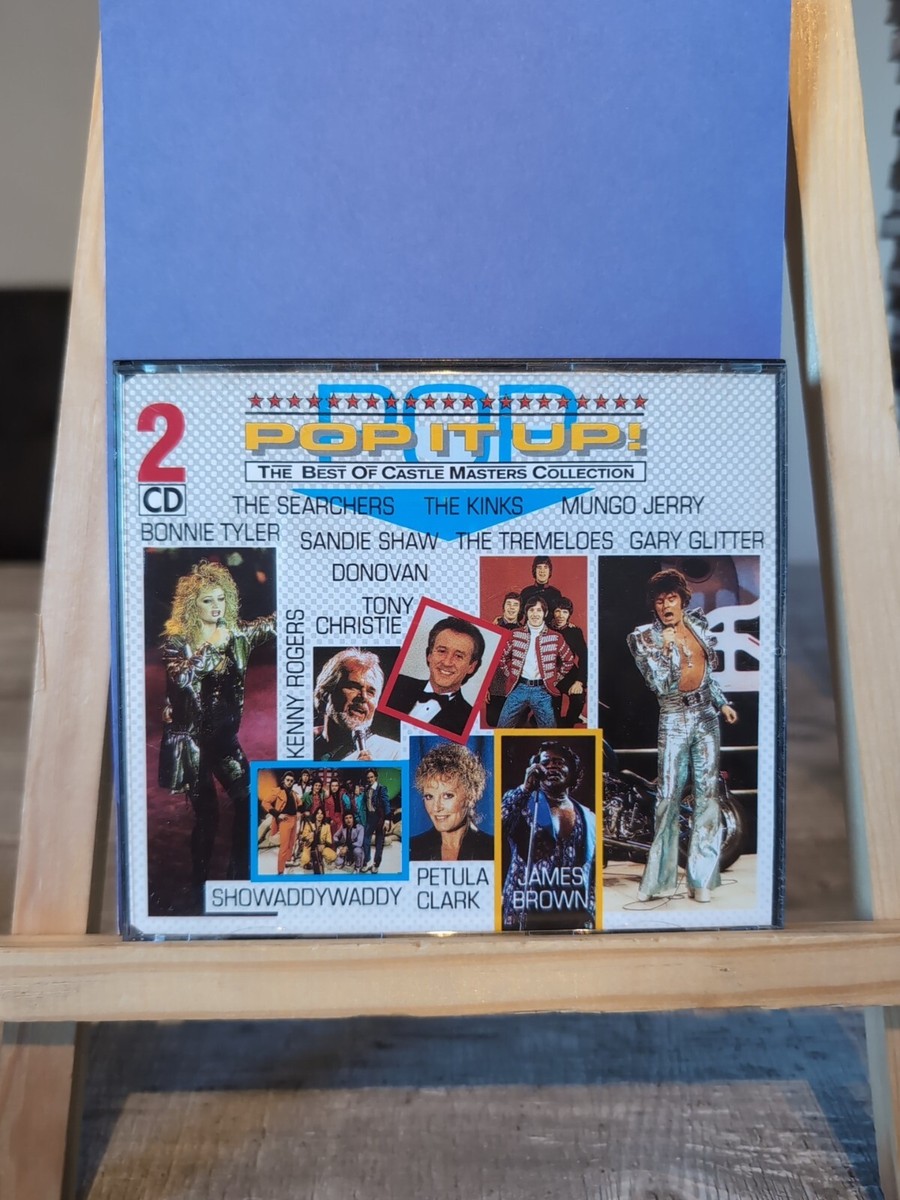 POP
2
CD
POP IT UP!
THE BEST OF CASTLE MASTERS COLLECTION
THE SEARCHERS THE KINKS MUNGO JERRY
BONNIE TYLER SANDIE SHAW THE TREMELOES GARY GLITTER
DONOVAN
TONY
CHRISTIE
KENNY ROGERS
SHOWADDYWADDY
PETULA
CLARK
JAMES
BROWN